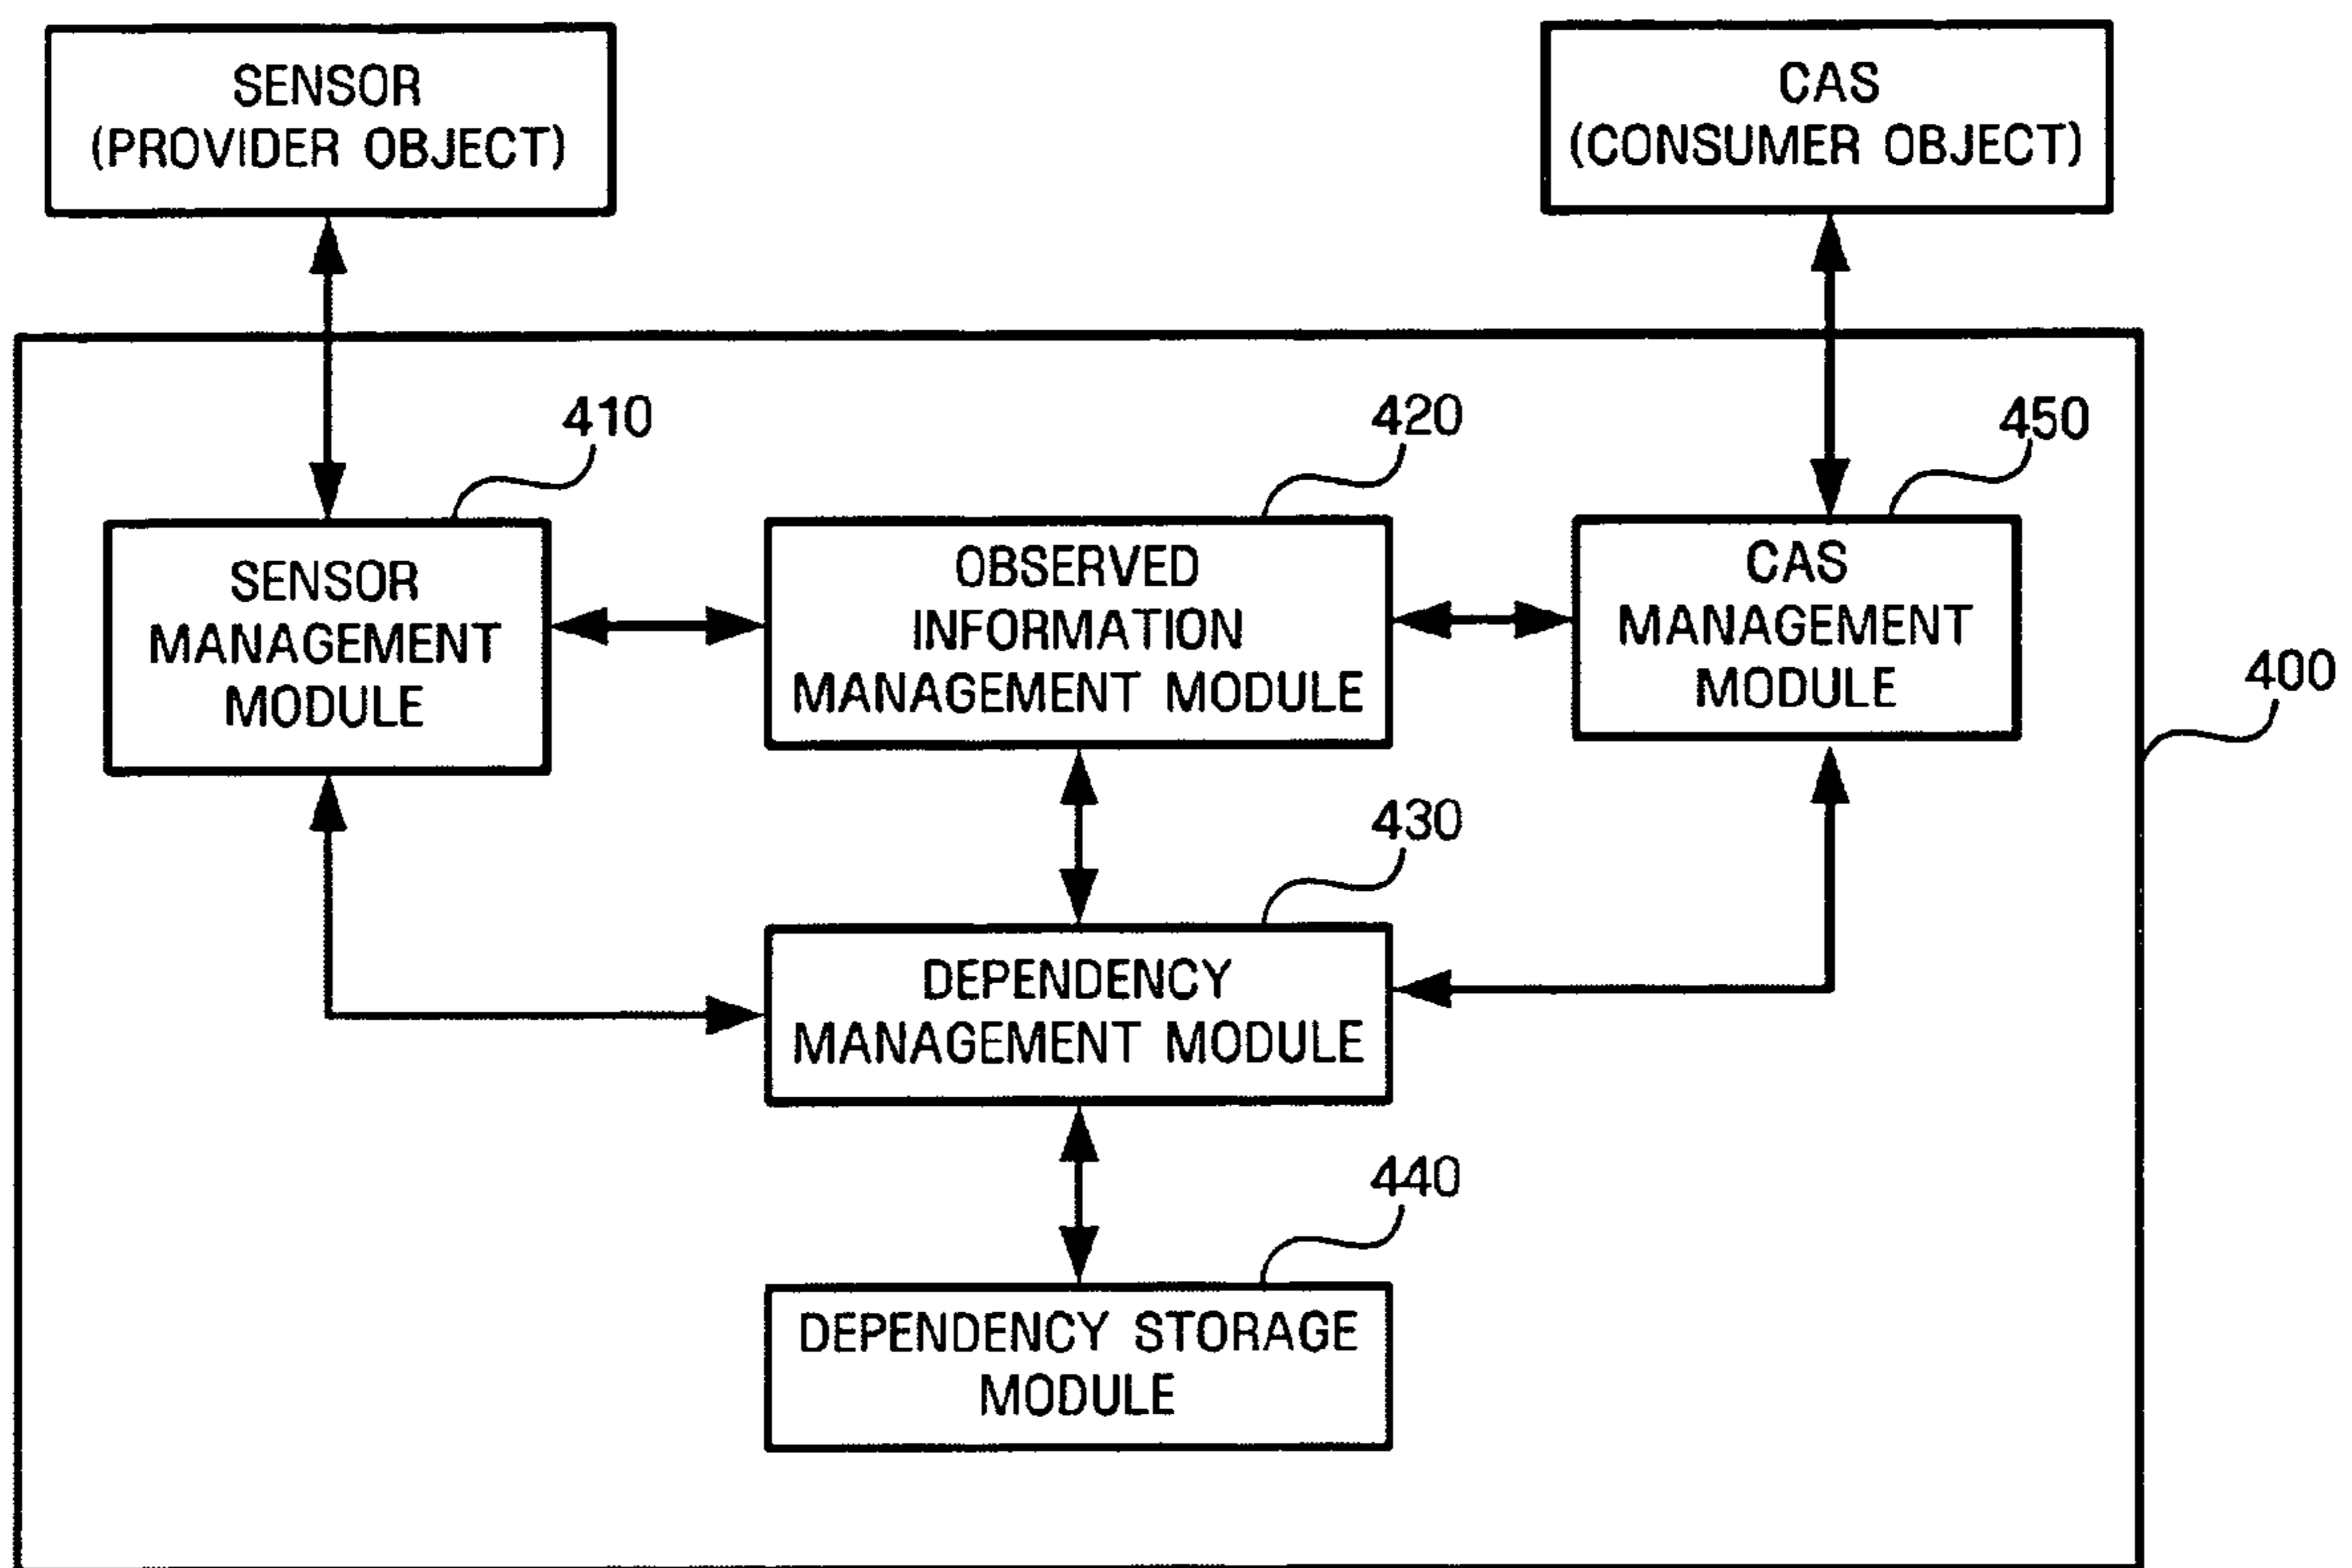 SENSOR
(PROVIDER OBJECT)
CAS
(CONSUMER OBJECT)
410
420
450
SENSOR
MANAGEMENT
MODULE
OBSERVED
INFORMATION
MANAGEMENT MODULE
CAS
MANAGEMENT
MODULE
400
430
DEPENDENCY
MANAGEMENT MODULE
440
DEPENDENCY STORAGE
MODULE